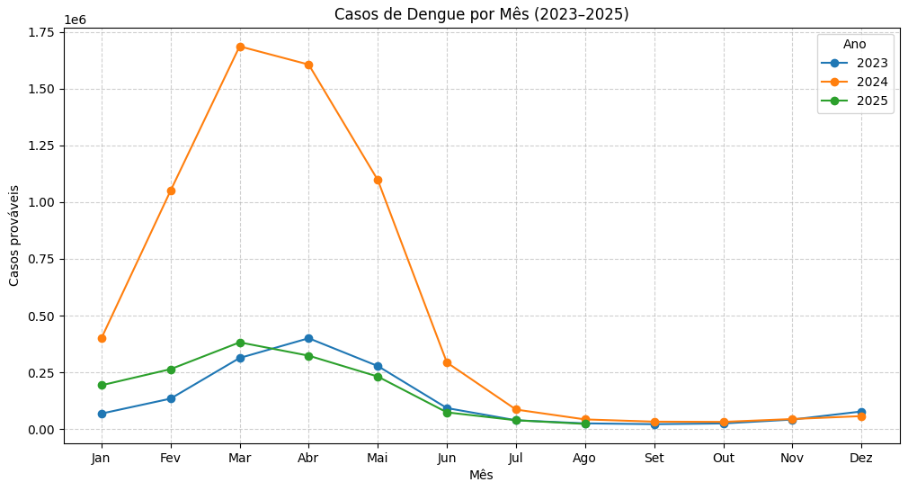 Casos de Dengue por Mês (2023–2025)
1e6
1.75
1.50
1.25
1.00
0.75
0.50
0.25
0.00
Casos prováveis
Jan Fev Mar Abr Mai Jun Jul Ago Set Out Nov Dez
Mês
Ano
2023
2024
2025